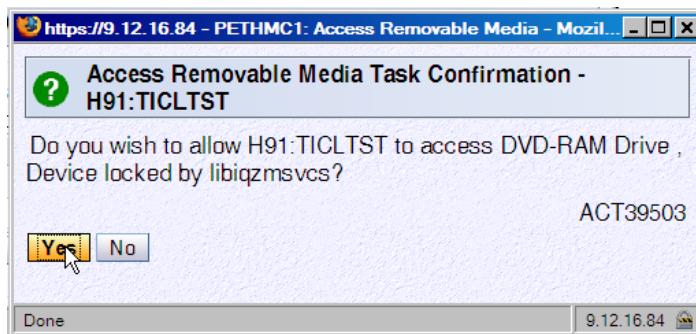 https://9.12.16.84 - PETHMC1: Access Removable Media - Mozil...
Access Removable Media Task Confirmation -
H91:TICLTST
Do you wish to allow H91:TICLTST to access DVD-RAM Drive ,
Device locked by libiqzmsvcs?
ACT39503
Yes No
Done 9.12.16.84